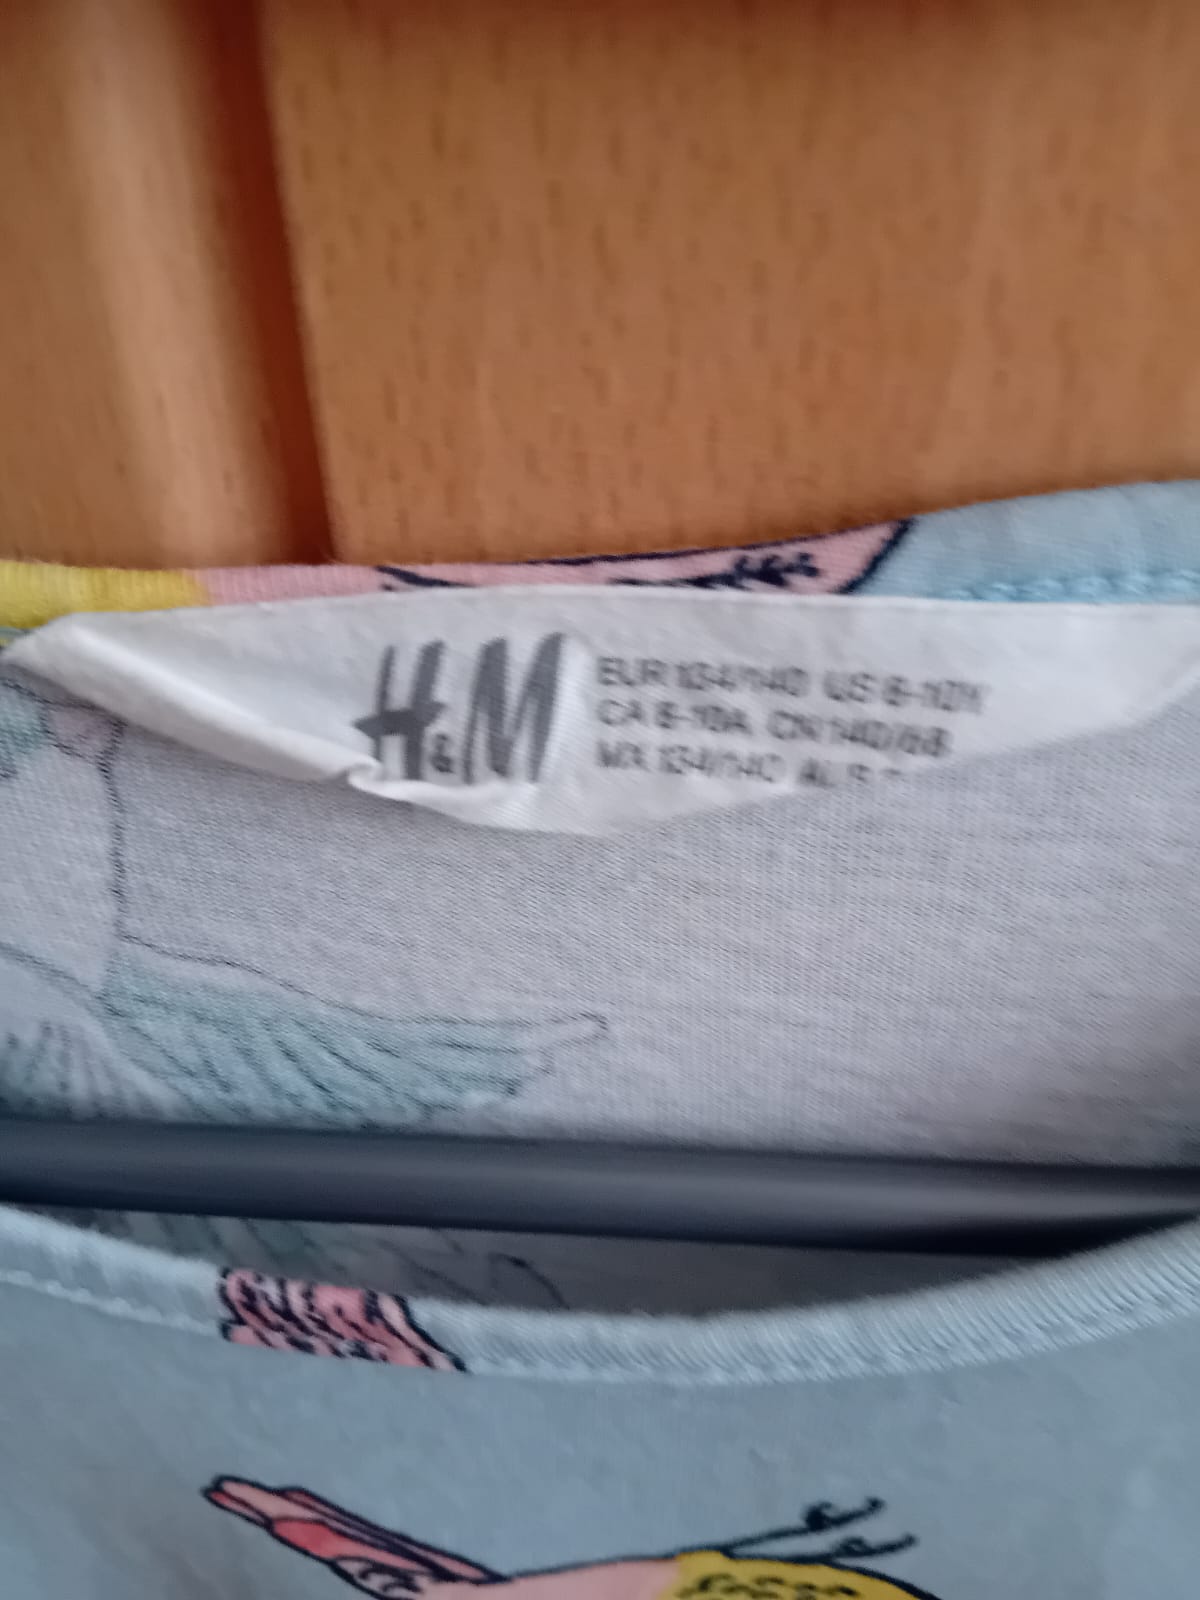 H&M
EUR 134/140 US 8-10Y
CA 8-10A CN 140/68
MX 134/140